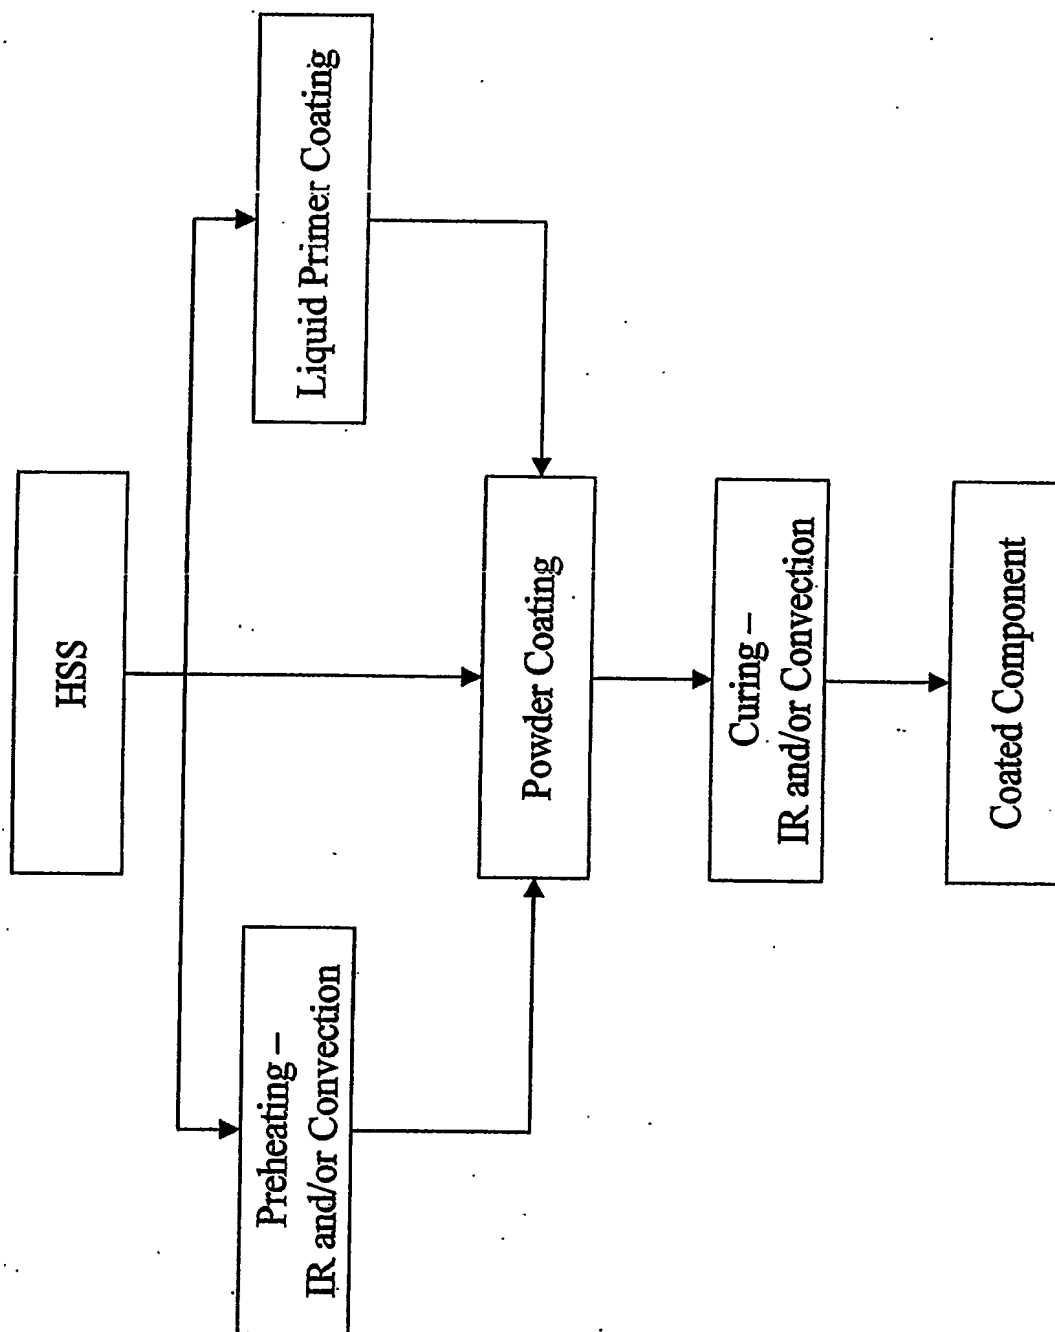 HSS
Preheating –
IR and/or Convection
Liquid Primer Coating
Powder Coating
Curing –
IR and/or Convection
Coated Component